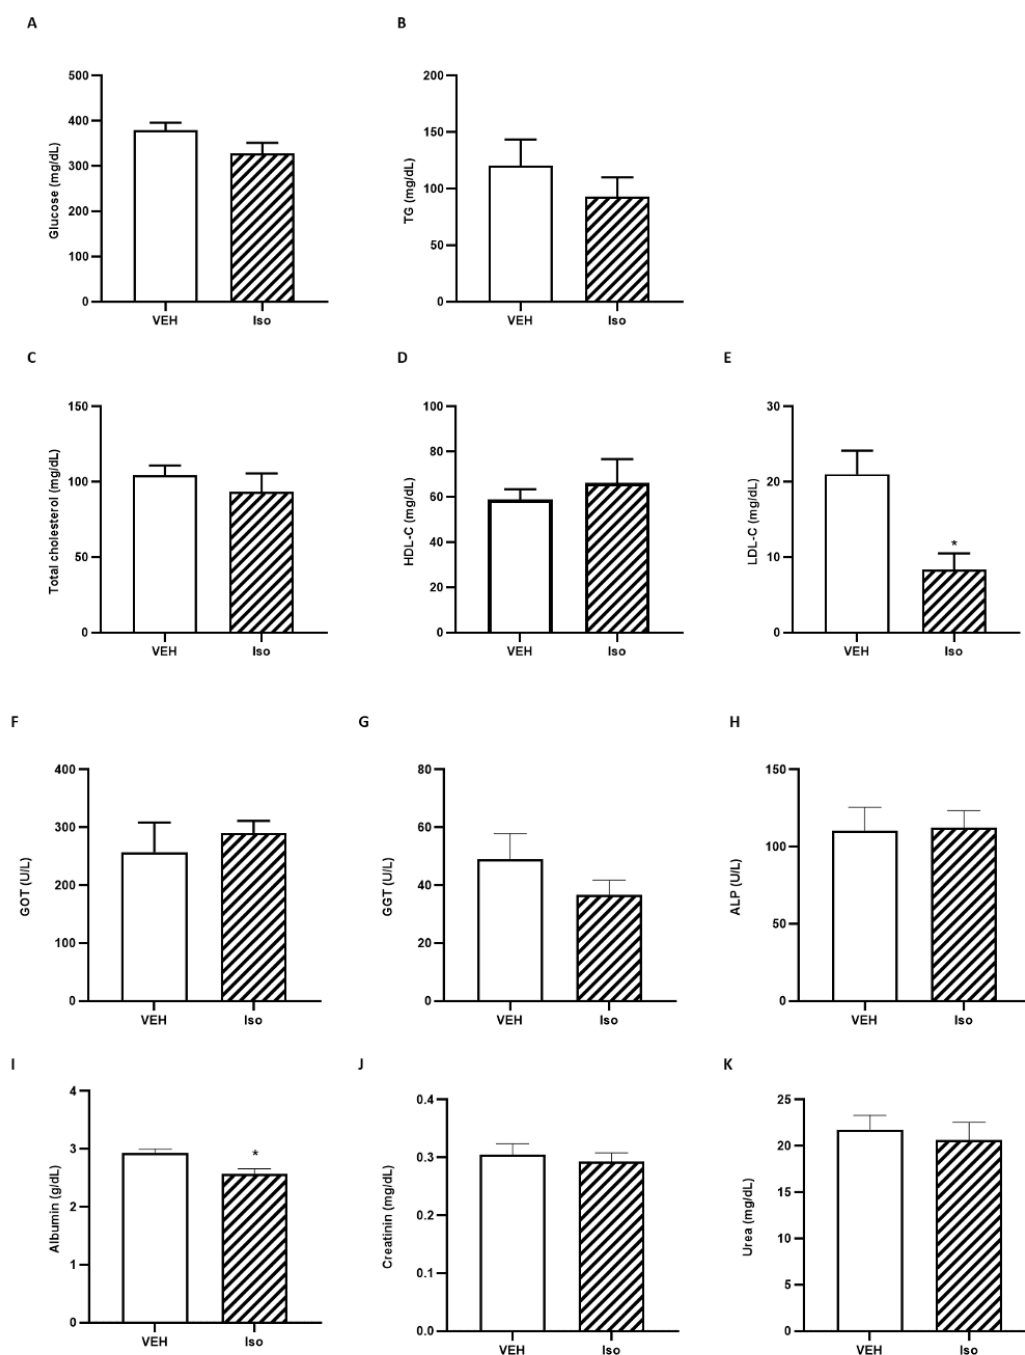 A
B
Glucose (mg/dL)
500
400
300
200
100
0
VEH
Iso
TG (mg/dL)
200
150
100
50
0
VEH
Iso
C
D
E
Total cholesterol (mg/dL)
150
100
50
0
VEH
Iso
HDL-C (mg/dL)
100
80
60
40
20
0
VEH
Iso
LDL-C (mg/dL)
30
20
10
0
*
VEH
Iso
F
G
H
GOT (U/L)
400
300
200
100
0
VEH
Iso
GGT (U/L)
80
60
40
20
0
VEH
Iso
ALP (U/L)
150
100
50
0
VEH
Iso
I
J
K
Albumin (g/dL)
4
3
2
1
0
*
VEH
Iso
Creatinin (mg/dL)
0.4
0.3
0.2
0.1
0.0
VEH
Iso
Urea (mg/dL)
25
20
15
10
5
0
VEH
Iso